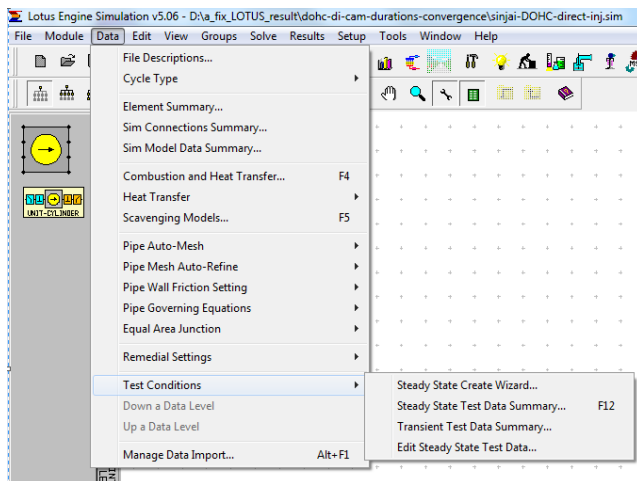 Lotus Engine Simulation v5.06 - D:\a_fix_LOTUS_result\dohc-di-cam-durations-convergence\sinjai-DOHC-direct-inj.sim
File Module Data Edit View Groups Solve Results Setup Tools Window Help
File Descriptions...
Cycle Type
Element Summary...
Sim Connections Summary...
Sim Model Data Summary...
Combustion and Heat Transfer... F4
Heat Transfer
Scavenging Models... F5
UNIT-CYLINDER
Pipe Auto-Mesh
Pipe Mesh Auto-Refine
Pipe Wall Friction Setting
Pipe Governing Equations
Equal Area Junction
Remedial Settings
Test Conditions
Down a Data Level
Up a Data Level
Manage Data Import... Alt+F1
Steady State Create Wizard...
Steady State Test Data Summary... F12
Transient Test Data Summary...
Edit Steady State Test Data...